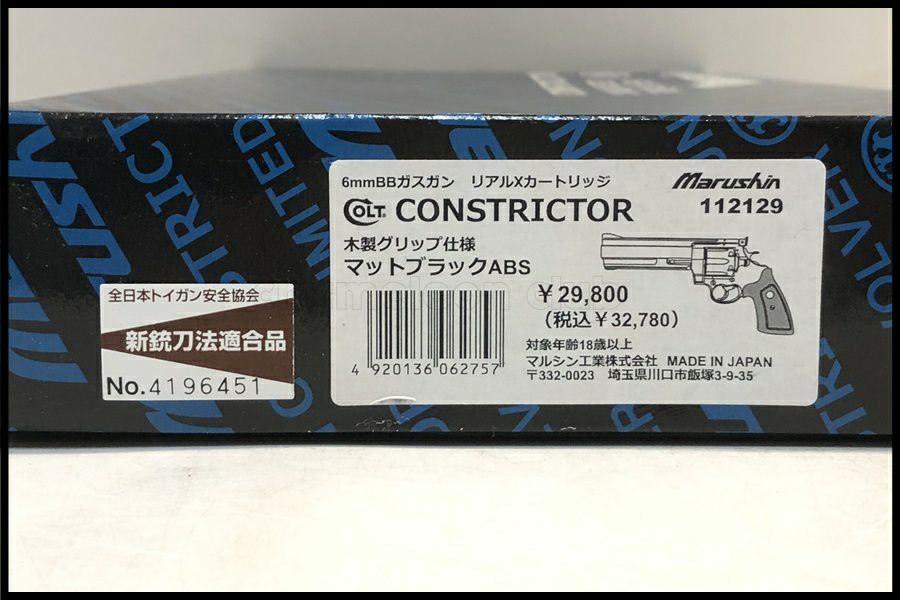 6mmBBガスガン　リアルXカートリッジ
Marushin
COLT CONSTRICTOR
112129
木製グリップ仕様
マットブラックABS
￥29,800
(税込￥32,780)
4 920136 062757
対象年齢18歳以上
マルシン工業株式会社 MADE IN JAPAN
〒332-0023 埼玉県川口市飯塚3-9-35
全日本トイガン安全協会
新銃刀法適合品
No.4196451
LIMITED